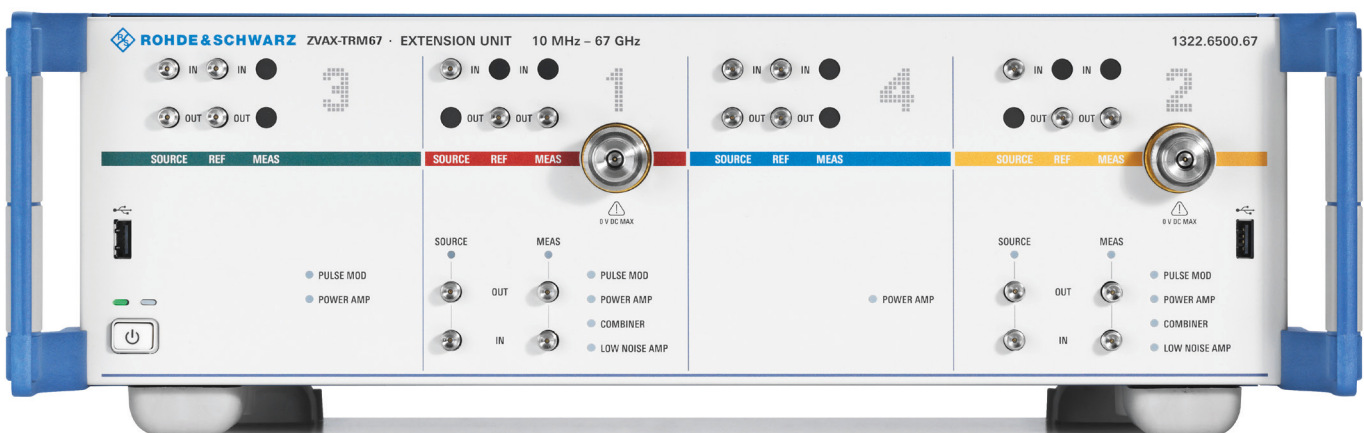 R&S ROHDE&SCHWARZ ZVAX-TRM67 · EXTENSION UNIT 10 MHz – 67 GHz 1322.6500.67
IN IN 3
OUT OUT
SOURCE REF MEAS
PULSE MOD
POWER AMP
IN IN 1
OUT OUT
SOURCE REF MEAS
0 V DC MAX
SOURCE MEAS
OUT
IN
PULSE MOD
POWER AMP
COMBINER
LOW NOISE AMP
IN IN 4
OUT OUT
SOURCE REF MEAS
POWER AMP
IN IN 2
OUT OUT
SOURCE REF MEAS
0 V DC MAX
SOURCE MEAS
OUT
IN
PULSE MOD
POWER AMP
COMBINER
LOW NOISE AMP